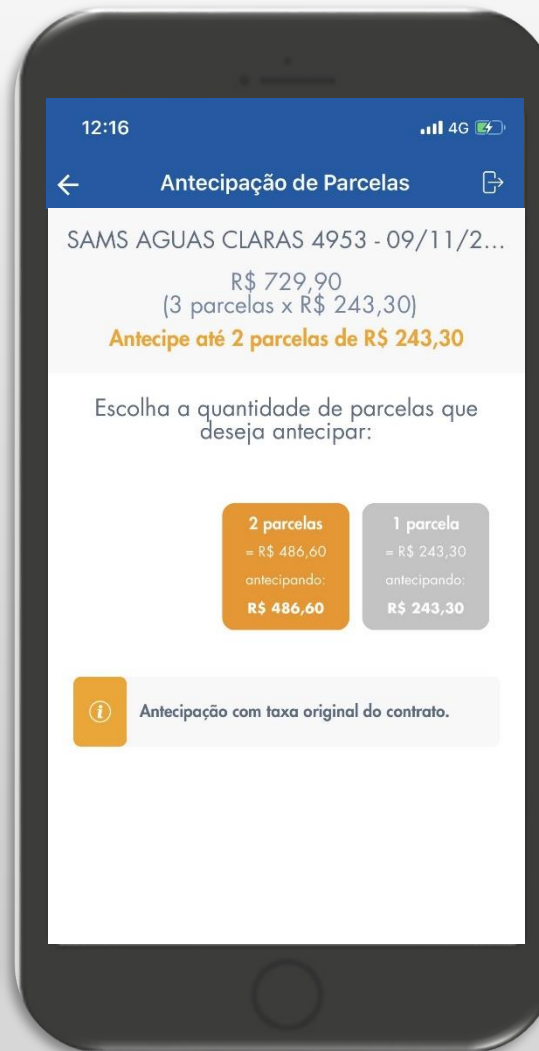 12:16
4G
Antecipação de Parcelas
SAMS AGUAS CLARAS 4953 - 09/11/2...
R$ 729,90
(3 parcelas x R$ 243,30)
Antecipe até 2 parcelas de R$ 243,30
Escolha a quantidade de parcelas que
deseja antecipar:
2 parcelas
= R$ 486,60
antecipando:
R$ 486,60
1 parcela
= R$ 243,30
antecipando:
R$ 243,30
Antecipação com taxa original do contrato.